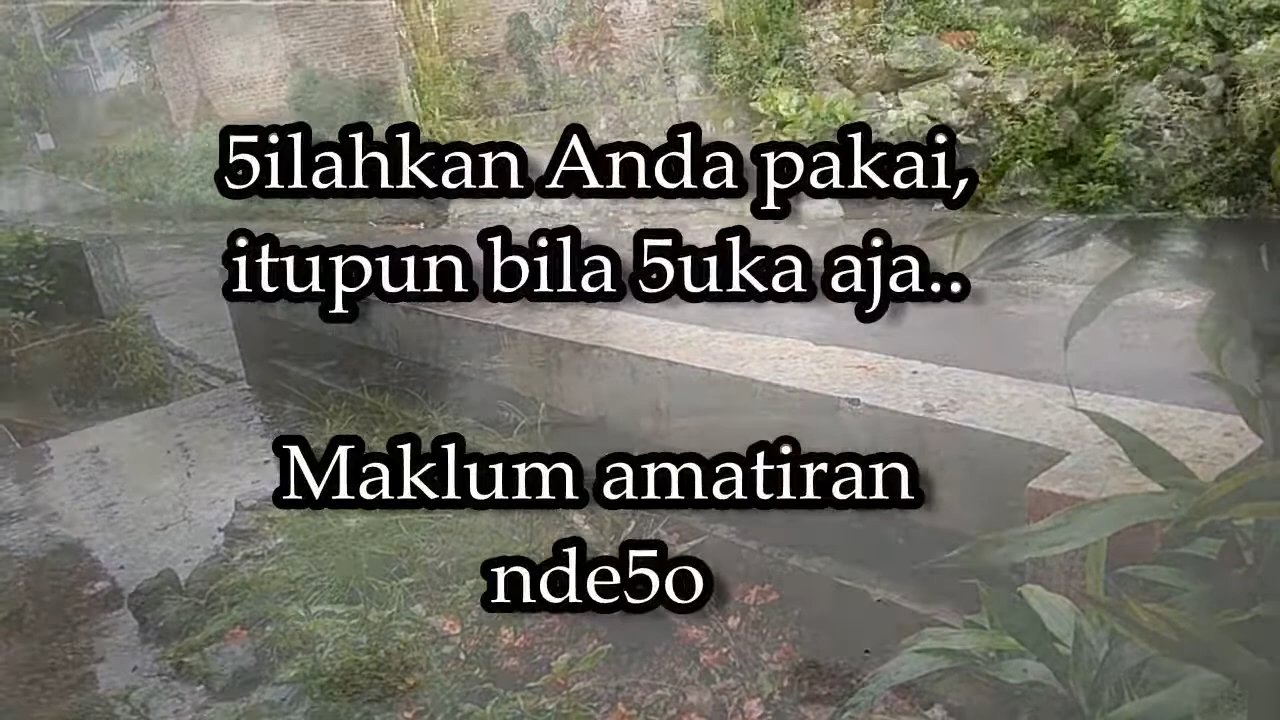 5ilahkan Anda pakai,
itupun bila 5uka aja..
Maklum amatiran
nde5o